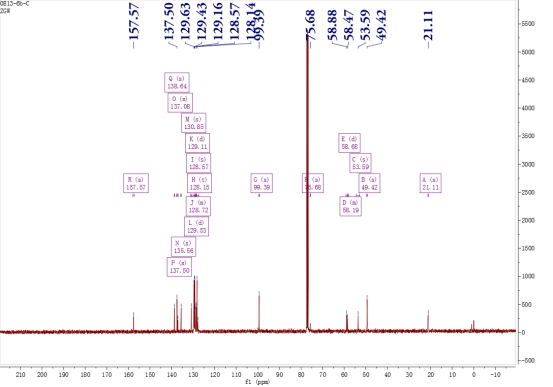 0813-6b-C
2GW
157.57
137.50
129.63
129.43
129.16
128.57
128.14
99.39
75.68
58.88
58.47
53.59
49.42
21.11
Q (s)
138.64
O (s)
137.08
M (s)
130.85
K (d)
129.11
E (d)
58.68
I (s)
128.57
C (s)
53.59
R (s)
157.57
H (t)
128.16
G (s)
99.39
75.68
B (s)
49.42
A (s)
21.11
J (m)
128.72
D (m)
58.19
L (d)
129.53
N (s)
135.56
P (s)
137.50
5500
5000
4500
4000
3500
3000
2500
2000
1500
1000
500
0
-500
210 200 190 180 170 160 150 140 130 120 110 100 90 80 70 60 50 40 30 20 10 0 -10
f1 (ppm)